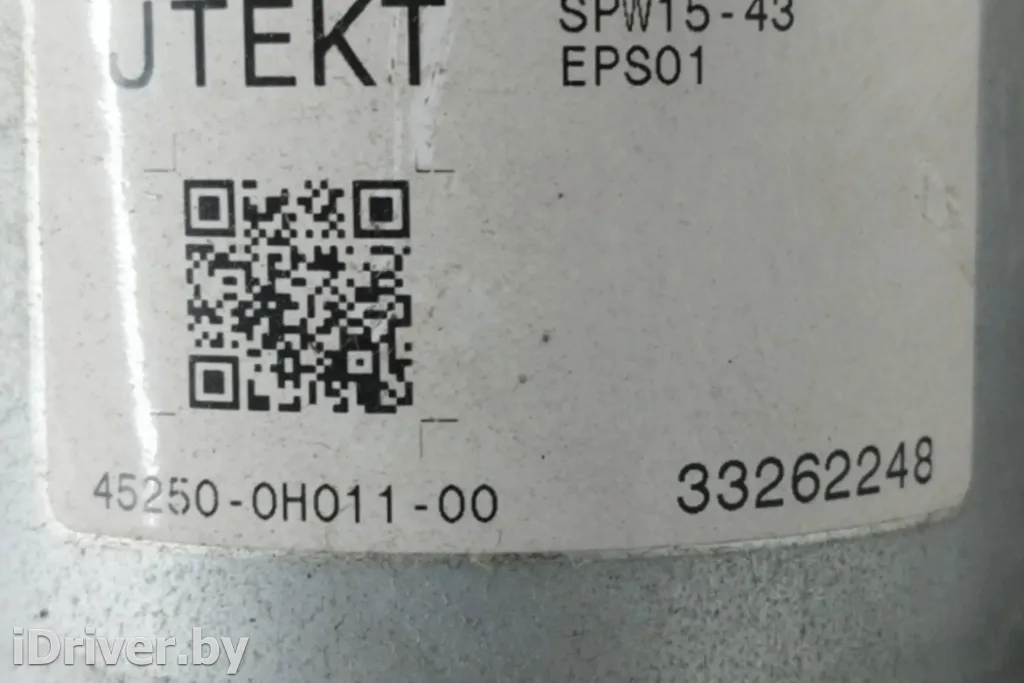 JTEKT
SPW15-43
EPS01
45250-0H011-00
33262248
iDriver.by